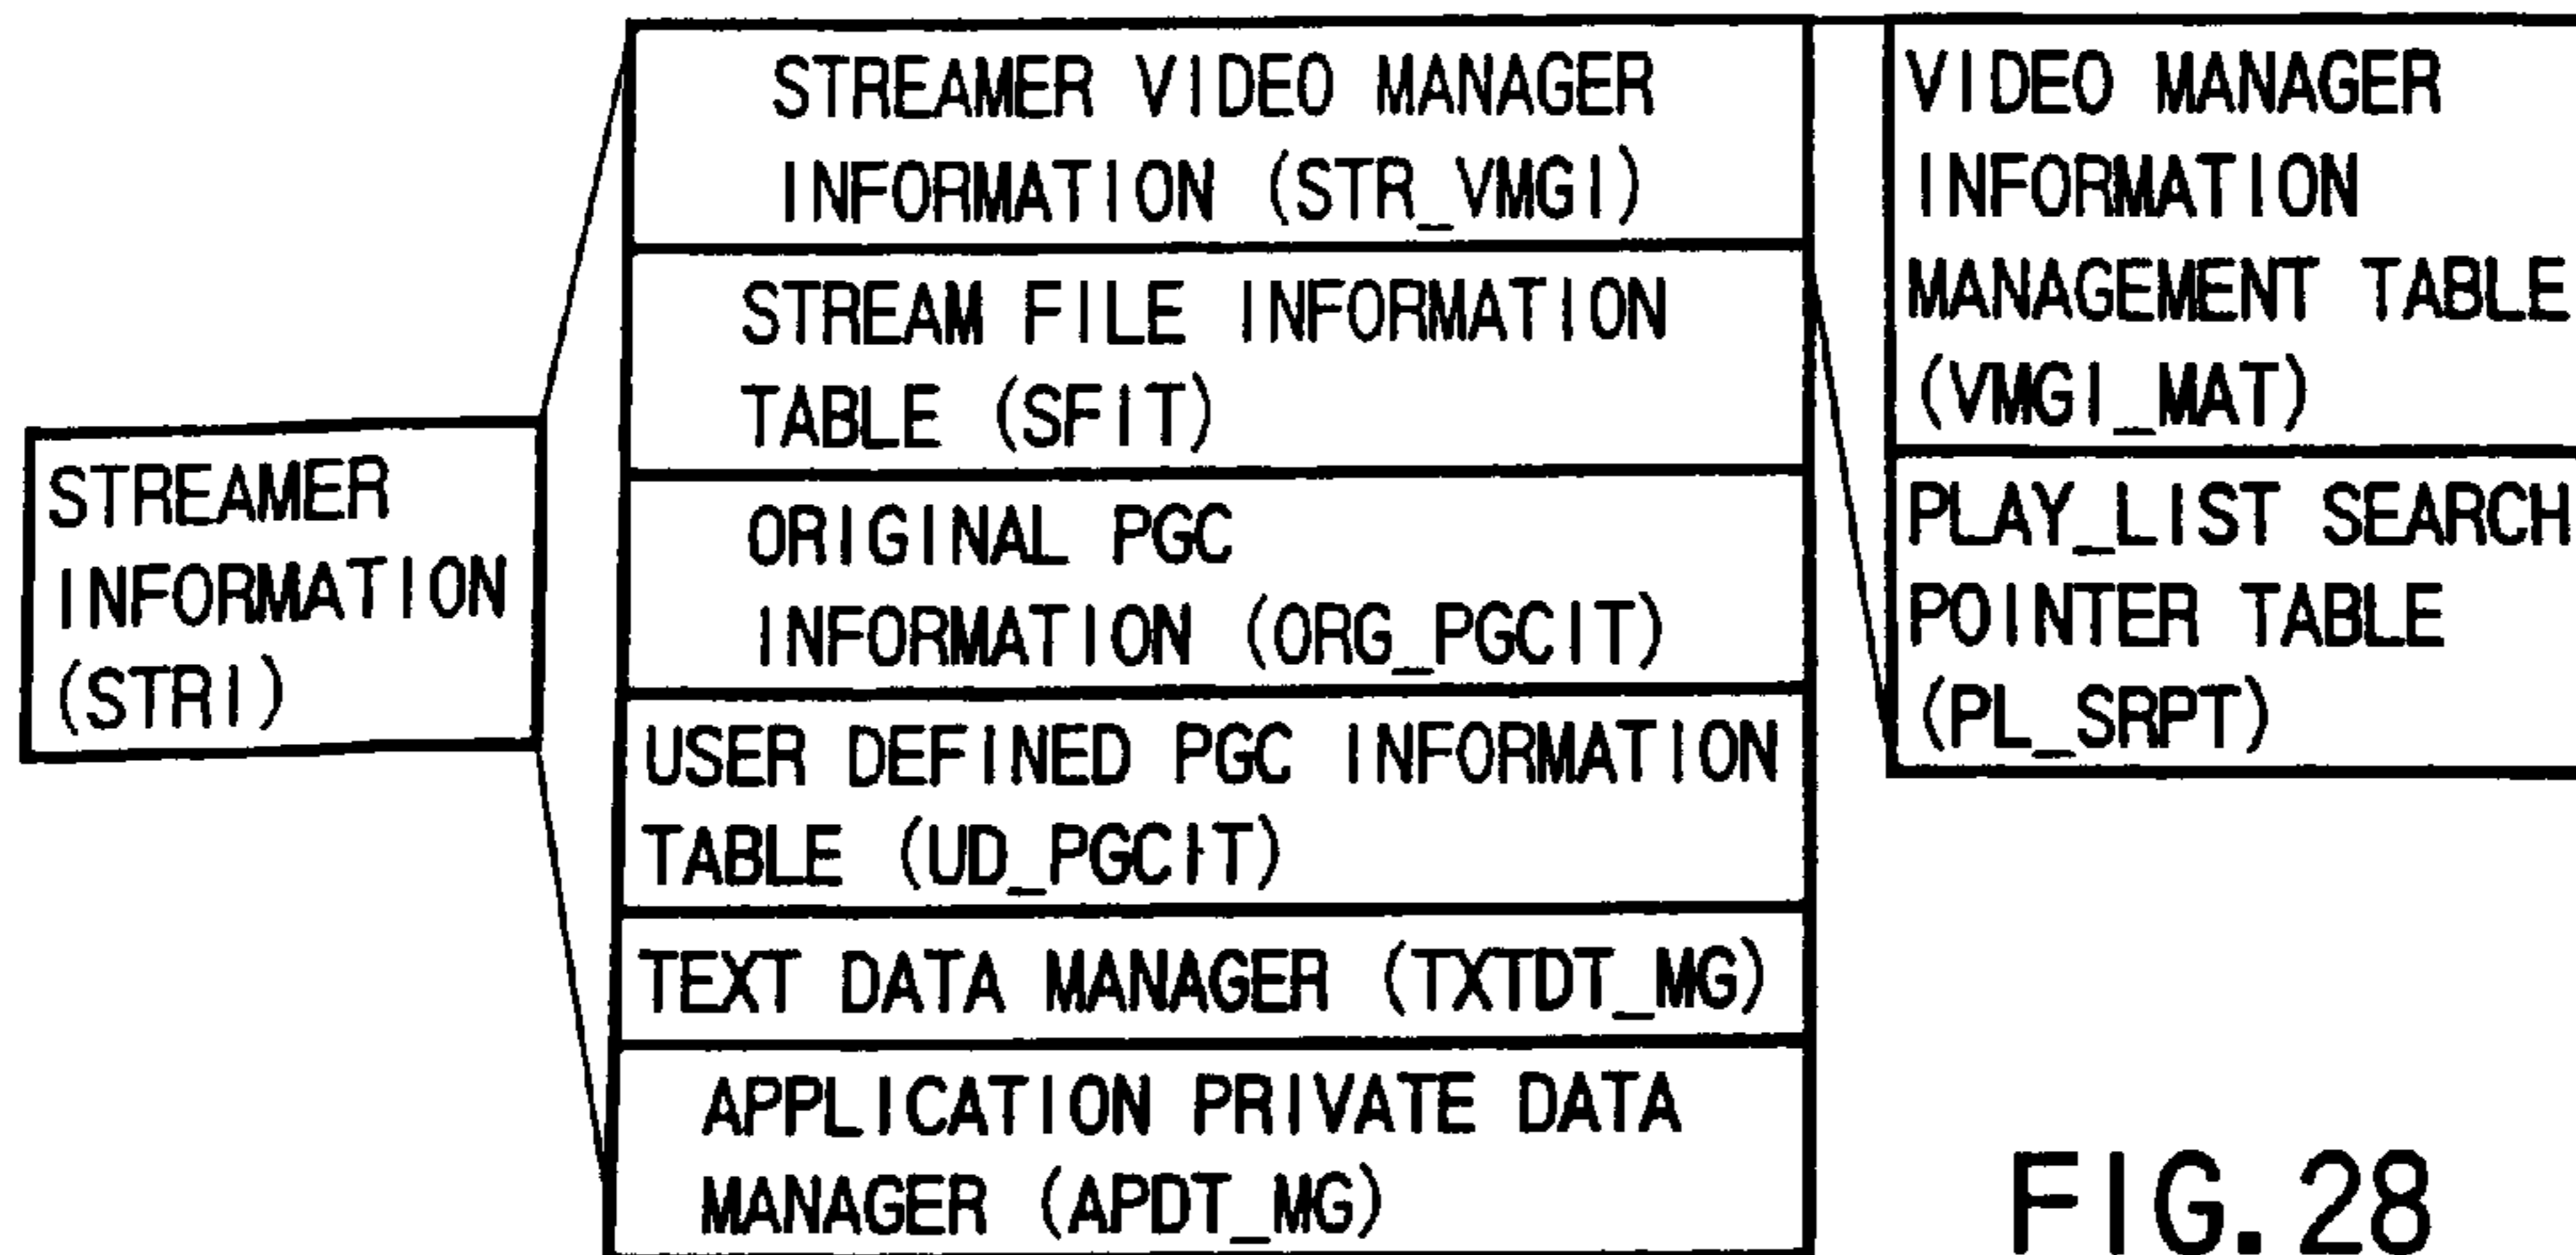 STREAMER
INFORMATION
(STRI)
STREAMER VIDEO MANAGER
INFORMATION (STR_VMGI)
STREAM FILE INFORMATION
TABLE (SFIT)
ORIGINAL PGC
INFORMATION (ORG_PGCIT)
USER DEFINED PGC INFORMATION
TABLE (UD_PGCIT)
TEXT DATA MANAGER (TXTDT_MG)
APPLICATION PRIVATE DATA
MANAGER (APDT_MG)
VIDEO MANAGER
INFORMATION
MANAGEMENT TABLE
(VMGI_MAT)
PLAY_LIST SEARCH
POINTER TABLE
(PL_SRPT)
FIG. 28